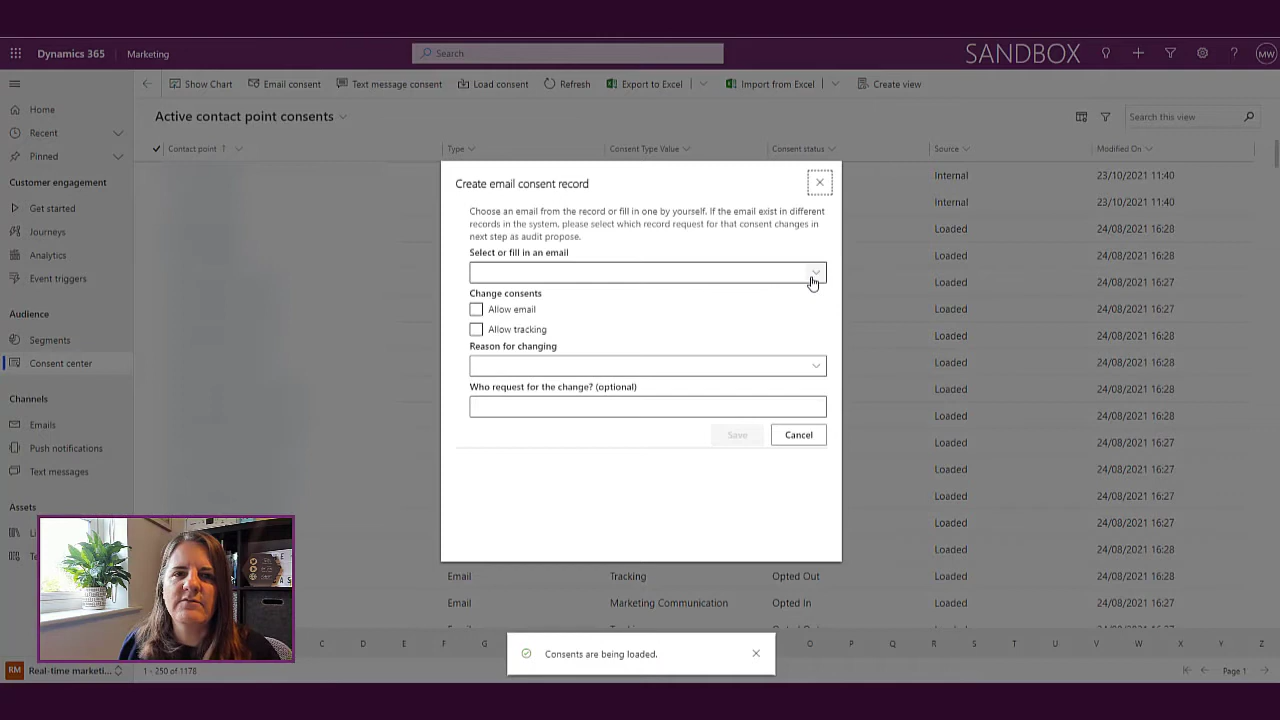 Dynamics 365 Marketing Search SANDBOX MW
Show Chart Email consent Text message consent Load consent Refresh Export to Excel Import from Excel Create view
Home
Recent
Pinned
Customer engagement
Get started
Journeys
Analytics
Event triggers
Audience
Segments
Consent center
Channels
Emails
Push notifications
Text messages
Assets
RM Real-time marketi...
Active contact point consents Search this view
Contact point Type Consent Type Value Consent status Source Modified On
Internal 23/10/2021 11:40
Internal 23/10/2021 11:40
Loaded 24/08/2021 16:28
Loaded 24/08/2021 16:28
Loaded 24/08/2021 16:27
Loaded 24/08/2021 16:27
Loaded 24/08/2021 16:28
Loaded 24/08/2021 16:28
Loaded 24/08/2021 16:28
Loaded 24/08/2021 16:28
Loaded 24/08/2021 16:27
Loaded 24/08/2021 16:27
Loaded 24/08/2021 16:27
Loaded 24/08/2021 16:27
Loaded 24/08/2021 16:28
Email Tracking Opted Out Loaded 24/08/2021 16:28
Email Marketing Communication Opted In Loaded 24/08/2021 16:27
Create email consent record
Choose an email from the record or fill in one by yourself. If the email exist in different
records in the system, please select which record request for that consent changes in
next step as audit propose.
Select or fill in an email
Change consents
Allow email
Allow tracking
Reason for changing
Who request for the change? (optional)
Save Cancel
Consents are being loaded.
C D E F G O P Q R S T U V W X Y Z
1 - 250 of 1178 Page 1